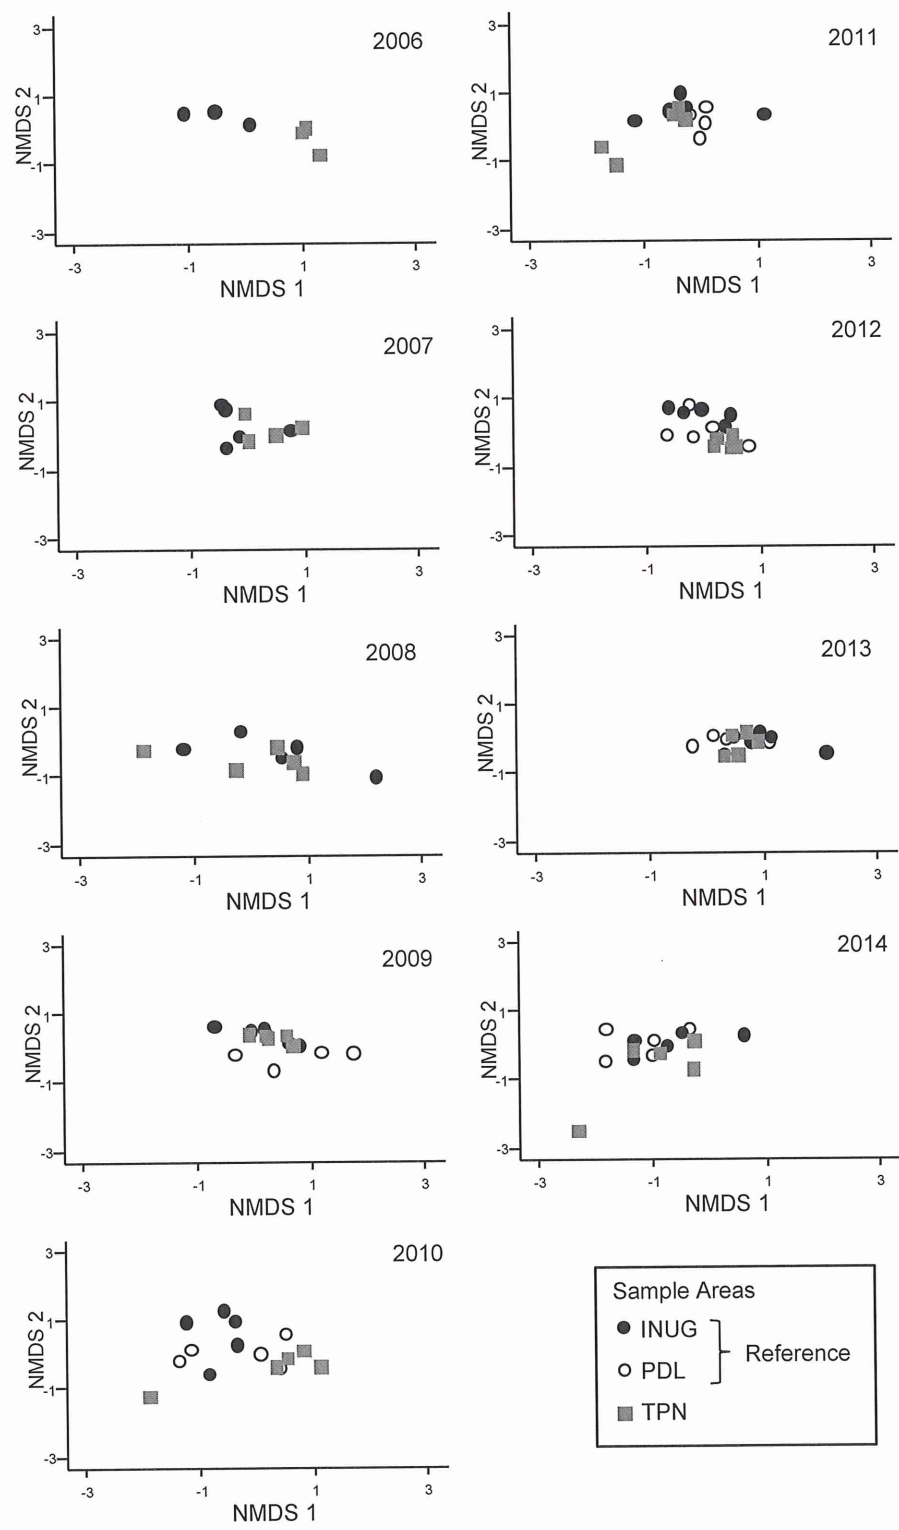 2006
3
1
-1
-3
NMDS 2
-3 -1 1 3
NMDS 1
2007
3
1
-1
-3
NMDS 2
-3 -1 1 3
NMDS 1
2008
3
1
-1
-3
NMDS 2
-3 -1 1 3
NMDS 1
2009
3
1
-1
-3
NMDS 2
-3 -1 1 3
NMDS 1
2010
3
1
-1
-3
NMDS 2
-3 -1 1 3
NMDS 1
2011
3
1
-1
-3
NMDS 2
-3 -1 1 3
NMDS 1
2012
3
1
-1
-3
NMDS 2
-3 -1 1 3
NMDS 1
2013
3
1
-1
-3
NMDS 2
-3 -1 1 3
NMDS 1
2014
3
1
-1
-3
NMDS 2
-3 -1 1 3
NMDS 1
Sample Areas
INUG
PDL
Reference
TPN